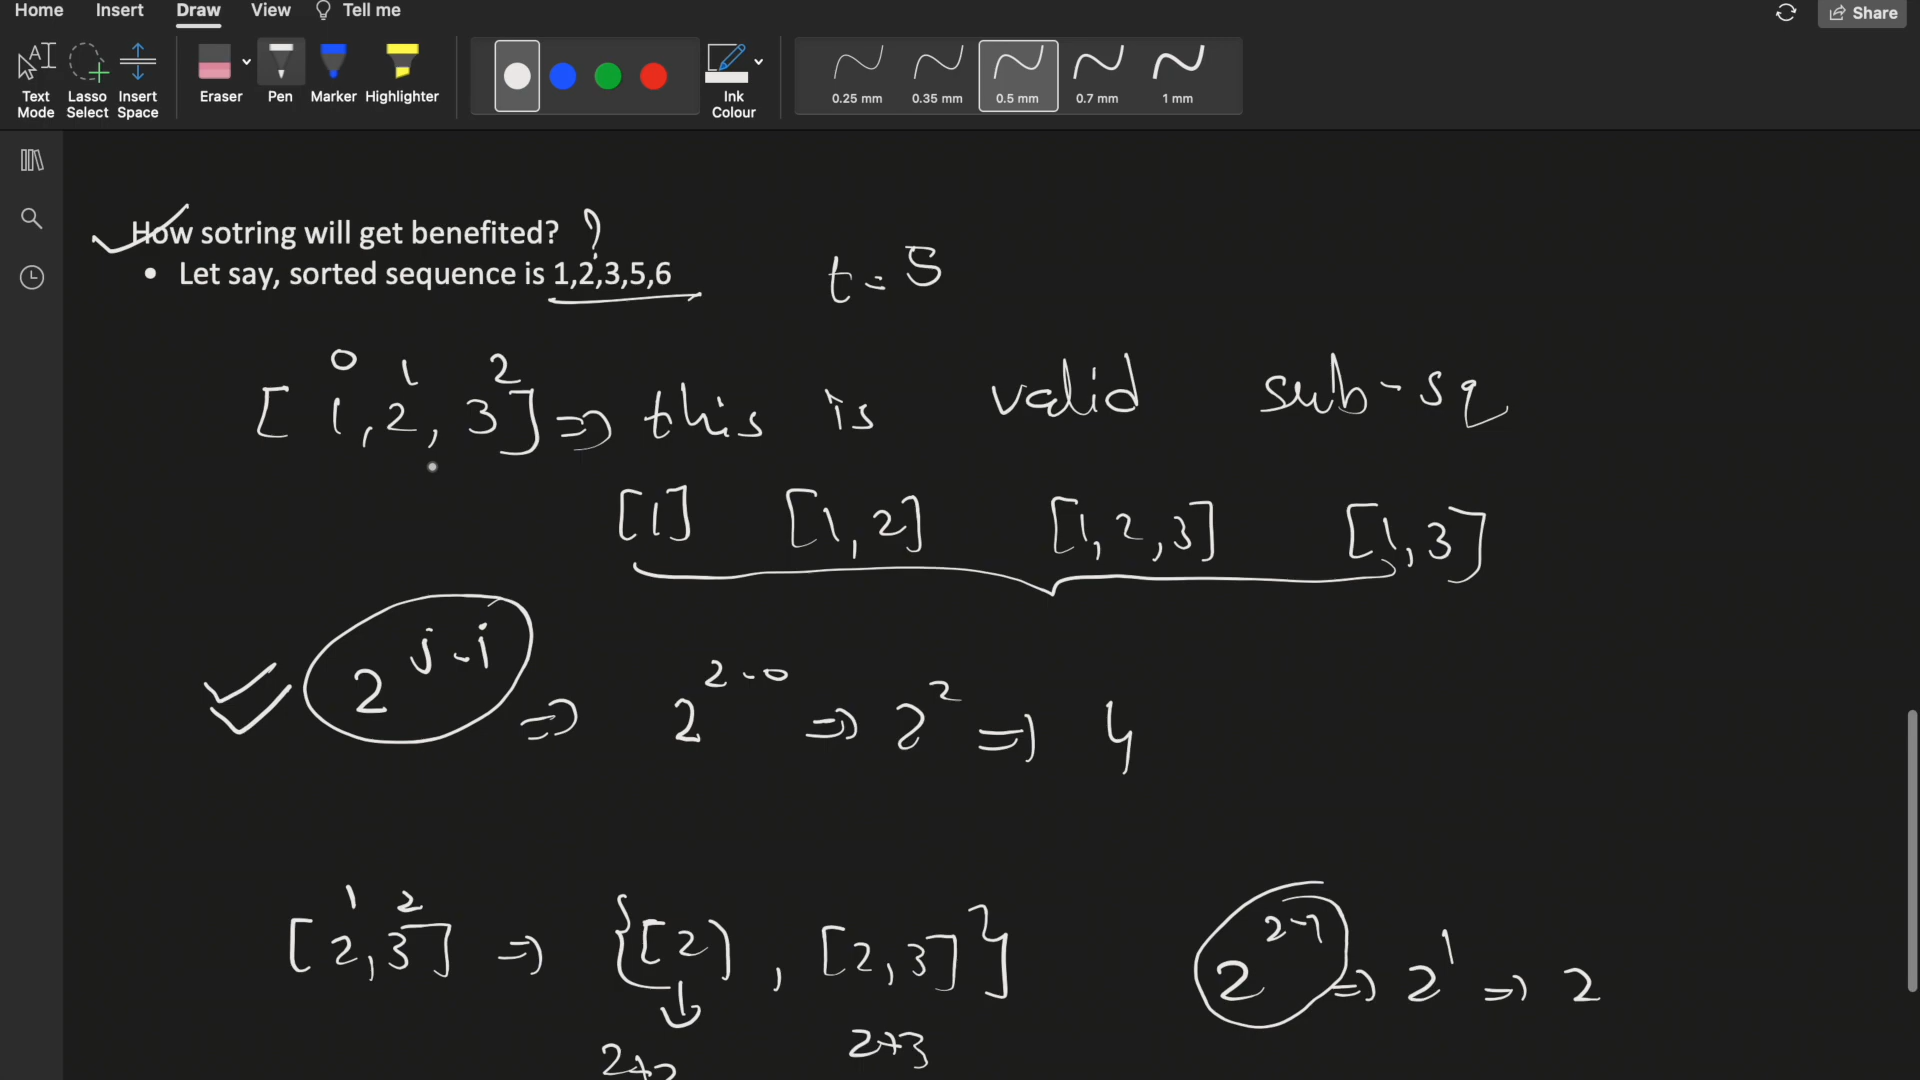 Home Insert Draw View Tell me Share
Text Mode Lasso Select Insert Space Eraser Pen Marker Highlighter Ink Colour 0.25 mm 0.35 mm 0.5 mm 0.7 mm 1 mm
How sotring will get benefited? ?
• Let say, sorted sequence is 1,2,3,5,6 t = 5
0 1 2
[1,2,3] => this is valid sub-sq
[1] [1,2] [1,2,3] [1,3]
2^j-i => 2^2-0 => 2^2 => 4
1 2
[2,3] => {[2), [2,3]} 2^2-1 => 2^1 => 2
2+2 2+3